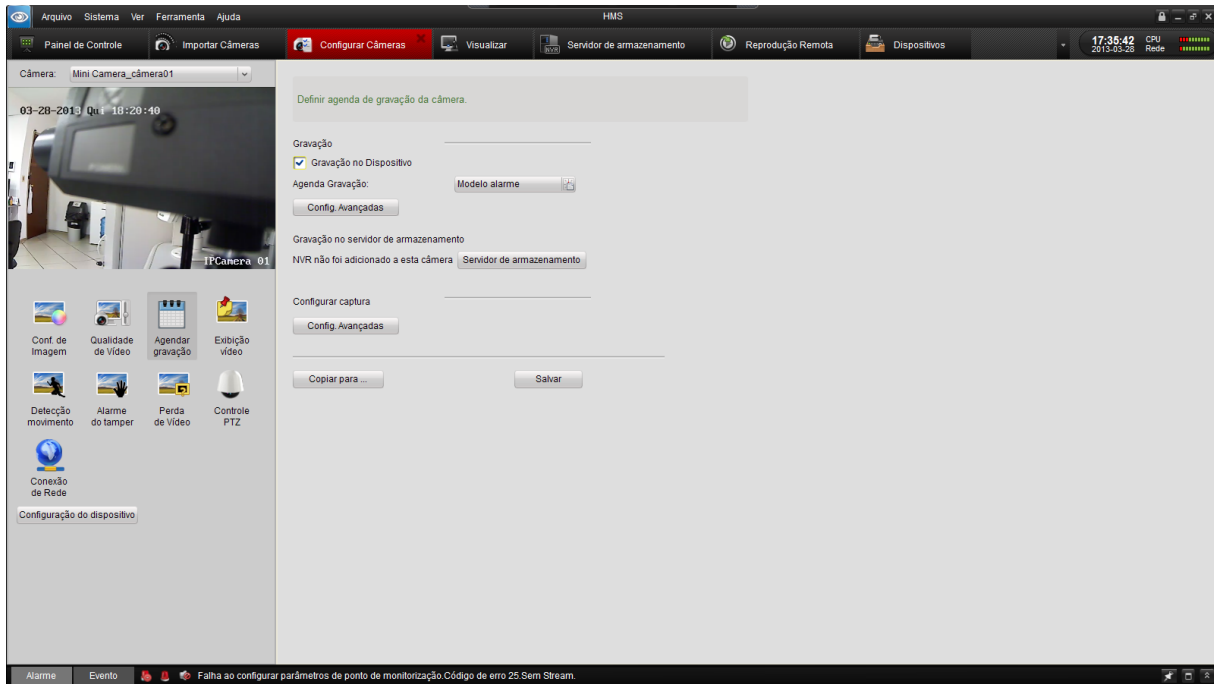 Arquivo Sistema Ver Ferramenta Ajuda HMS
Painel de Controle Importar Câmeras Configurar Câmeras Visualizar NVR Servidor de armazenamento Reprodução Remota Dispositivos 17:35:42 CPU
2013-03-28 Rede
Câmera: Mini Camera_câmera01
03-28-2013 Qui 18:20:40
IPCamera 01
Conf. de Imagem
Qualidade de Vídeo
Agendar gravação
Exibição vídeo
Detecção movimento
Alarme do tamper
Perda de Vídeo
Controle PTZ
Conexão de Rede
Configuração do dispositivo
Definir agenda de gravação da câmera.
Gravação
Gravação no Dispositivo
Agenda Gravação: Modelo alarme
Config. Avançadas
Gravação no servidor de armazenamento
NVR não foi adicionado a esta câmera Servidor de armazenamento
Configurar captura
Config. Avançadas
Copiar para ... Salvar
Alarme Evento Falha ao configurar parâmetros de ponto de monitorização.Código de erro 25.Sem Stream.